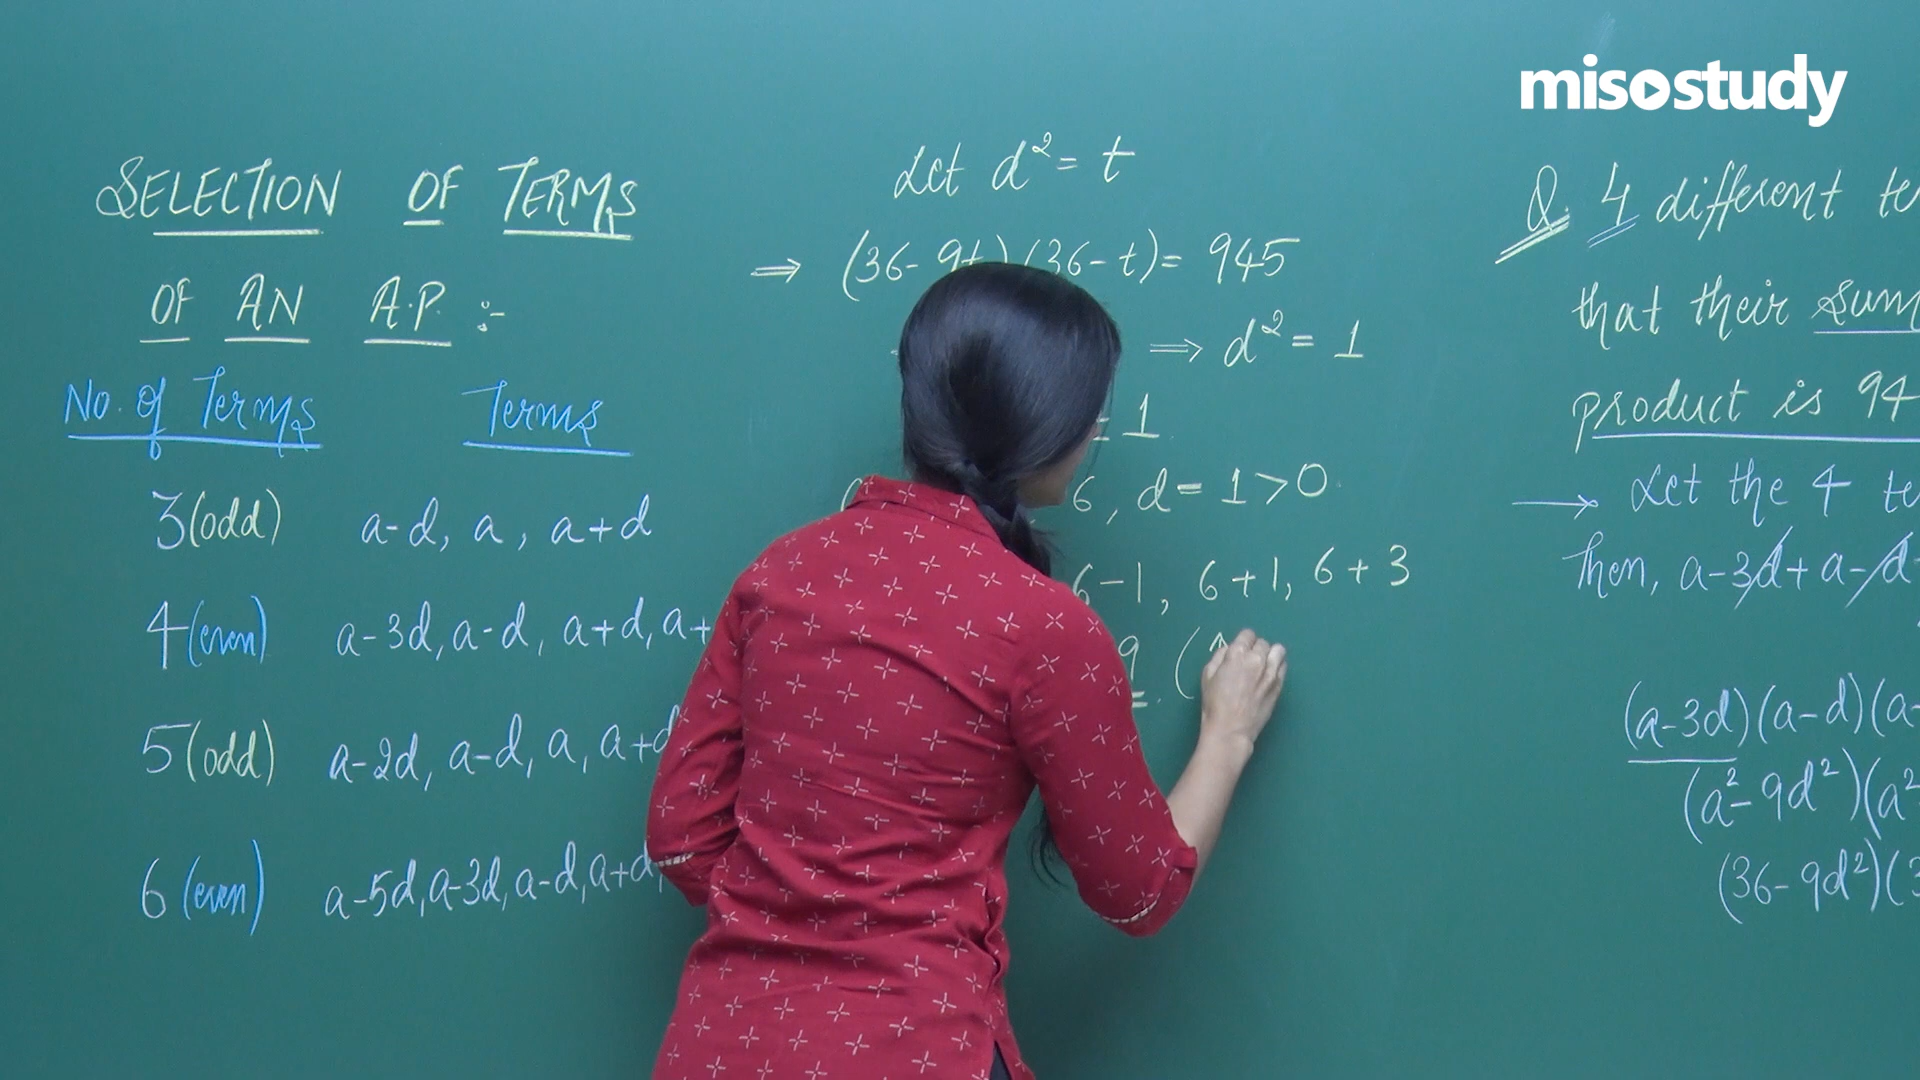 misostudy
SELECTION OF TERMS
OF AN A.P. :-
No. of Terms Terms
3(odd) a-d, a, a+d
4(even) a-3d, a-d, a+d, a+
5(odd) a-2d, a-d, a, a+d
6(even) a-5d, a-3d, a-d, a+d,
Let d² = t
⟹ (36-9t)(36-t) = 945
⟹ d² = 1
= 1
6, d = 1>0
6-1, 6+1, 6+3
9. (
Q. 4 different te
that their sum
product is 94
→ Let the 4 te
Then, a-3d+a-d
(a-3d)(a-d)(a-
(a²-9d²)(a²
(36-9d²)(3